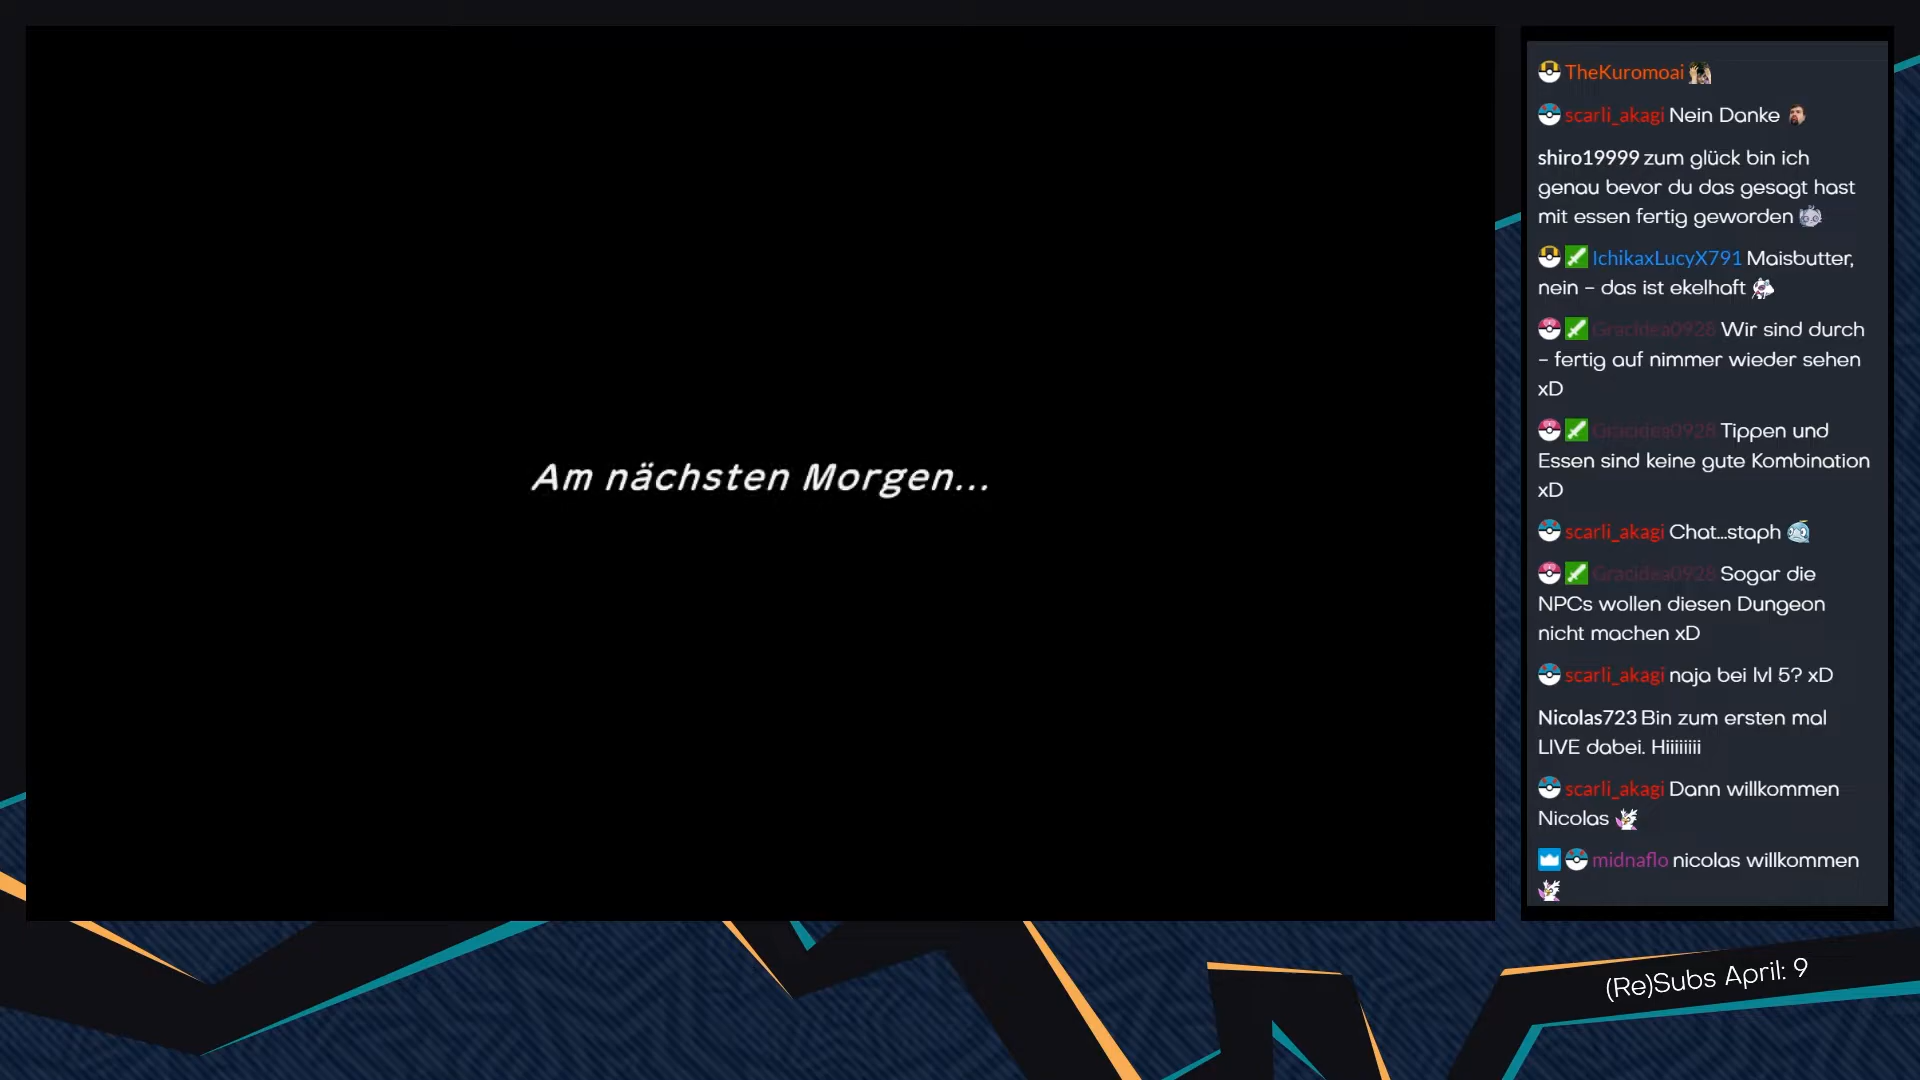 Am nächsten Morgen...
TheKuromoai
scarli_akagi Nein Danke
shiro19999 zum glück bin ich
genau bevor du das gesagt hast
mit essen fertig geworden
IchikaxLucyX791 Maisbutter,
nein - das ist ekelhaft
Gracidea0928 Wir sind durch
- fertig auf nimmer wieder sehen
xD
Gracidea0928 Tippen und
Essen sind keine gute Kombination
xD
scarli_akagi Chat...staph
Gracidea0928 Sogar die
NPCs wollen diesen Dungeon
nicht machen xD
scarli_akagi naja bei lvl 5? xD
Nicolas723 Bin zum ersten mal
LIVE dabei. Hiiiiiiii
scarli_akagi Dann willkommen
Nicolas
midnaflo nicolas willkommen
(Re)Subs April: 9